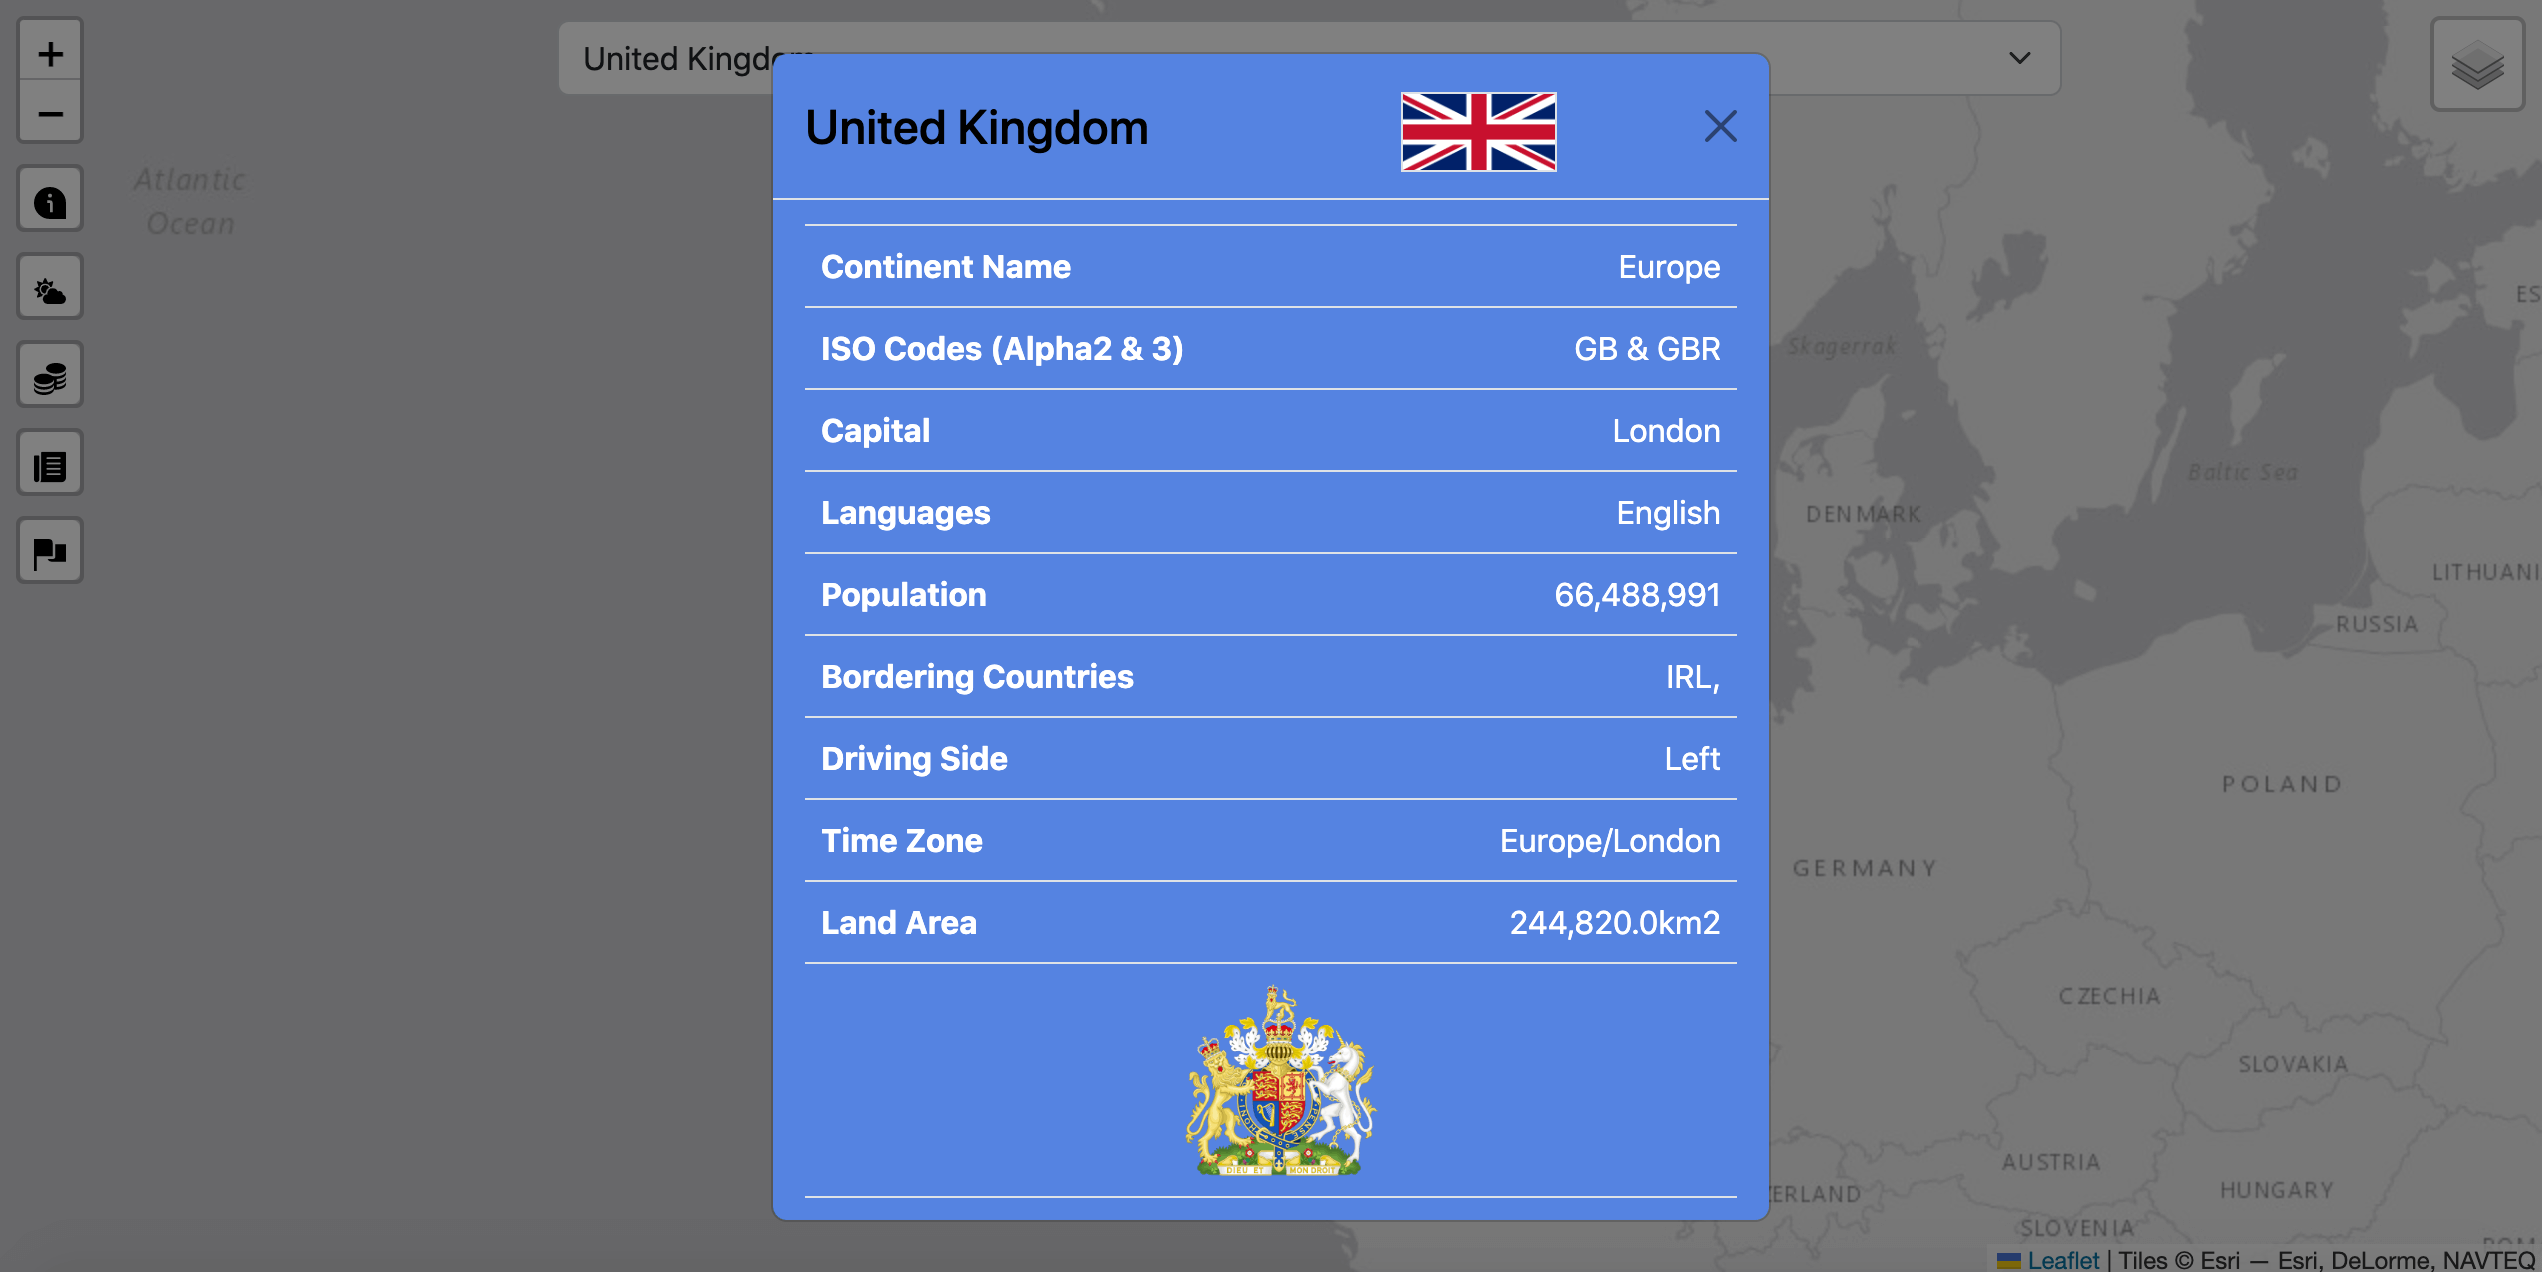 +
United Kingdom
−
Atlantic
Ocean
United Kingdom
Continent Name Europe
ISO Codes (Alpha2 & 3) GB & GBR
Capital London
Languages English
Population 66,488,991
Bordering Countries IRL,
Driving Side Left
Time Zone Europe/London
Land Area 244,820.0km2
DIEU ET MON DROIT
ES
Skagerrak
Baltic Sea
DENMARK
LITHUANI
RUSSIA
POLAND
GERMANY
CZECHIA
SLOVAKIA
AUSTRIA
ZERLAND
HUNGARY
SLOVENIA
Leaflet | Tiles © Esri — Esri, DeLorme, NAVTEQ